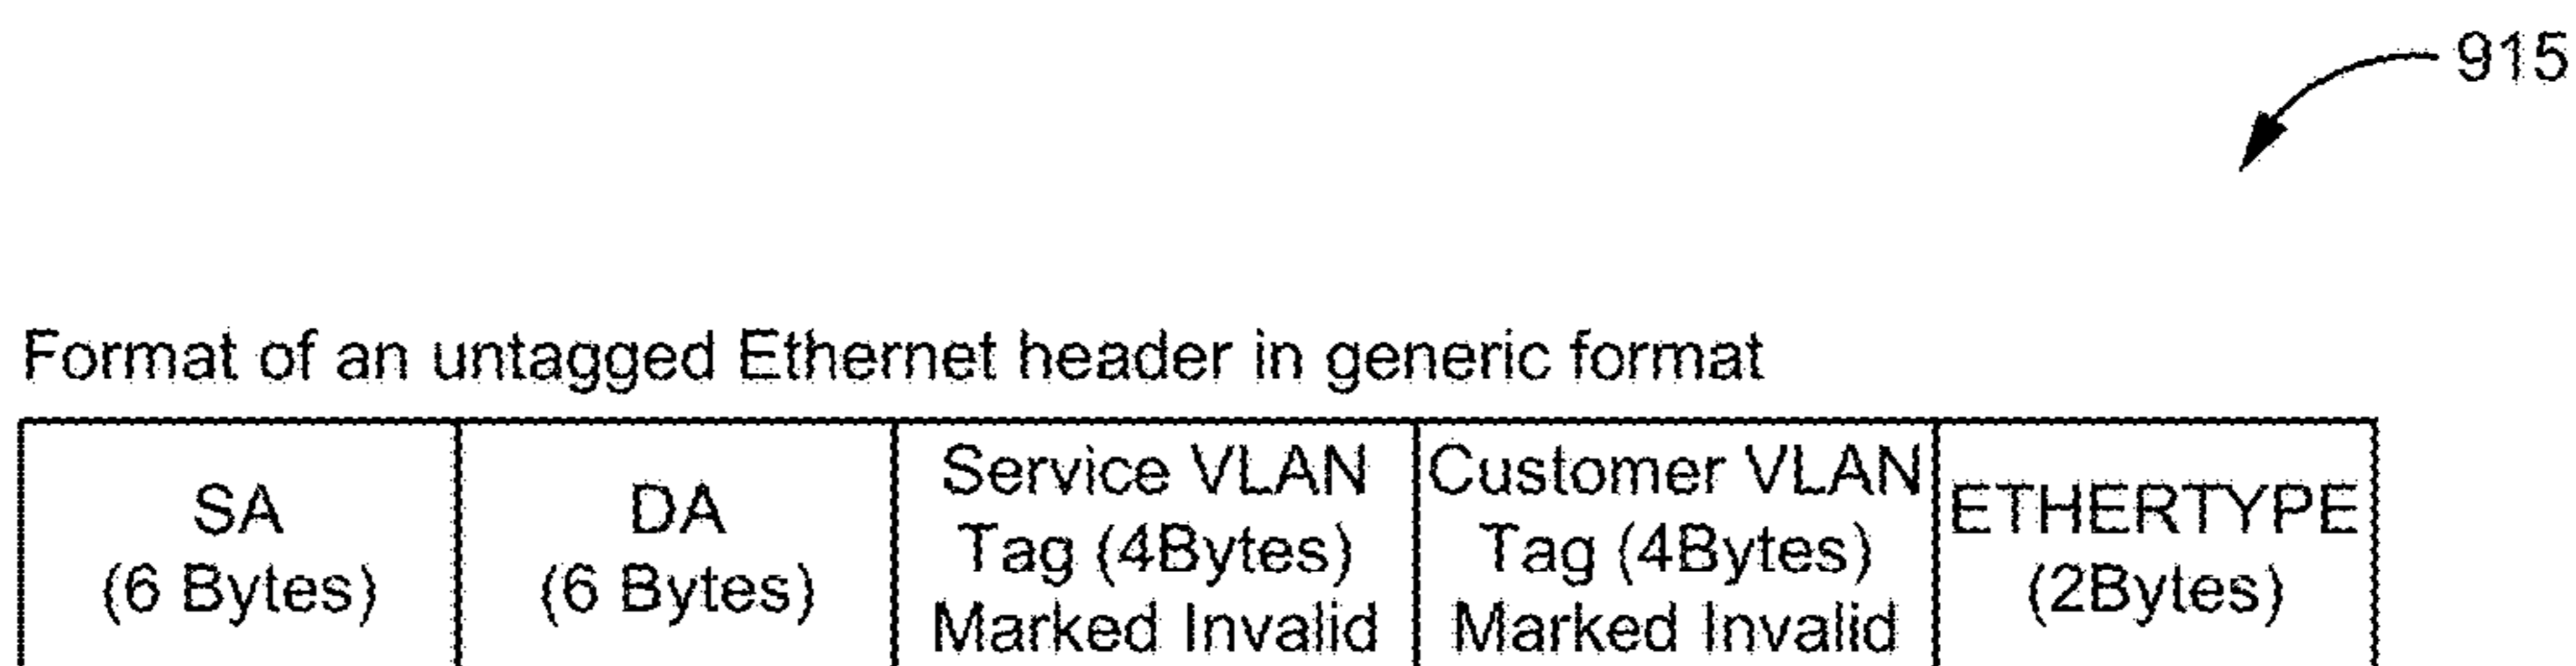 915
Format of an untagged Ethernet header in generic format
SA
(6 Bytes)
DA
(6 Bytes)
Service VLAN
Tag (4Bytes)
Marked Invalid
Customer VLAN
Tag (4Bytes)
Marked Invalid
ETHERTYPE
(2Bytes)